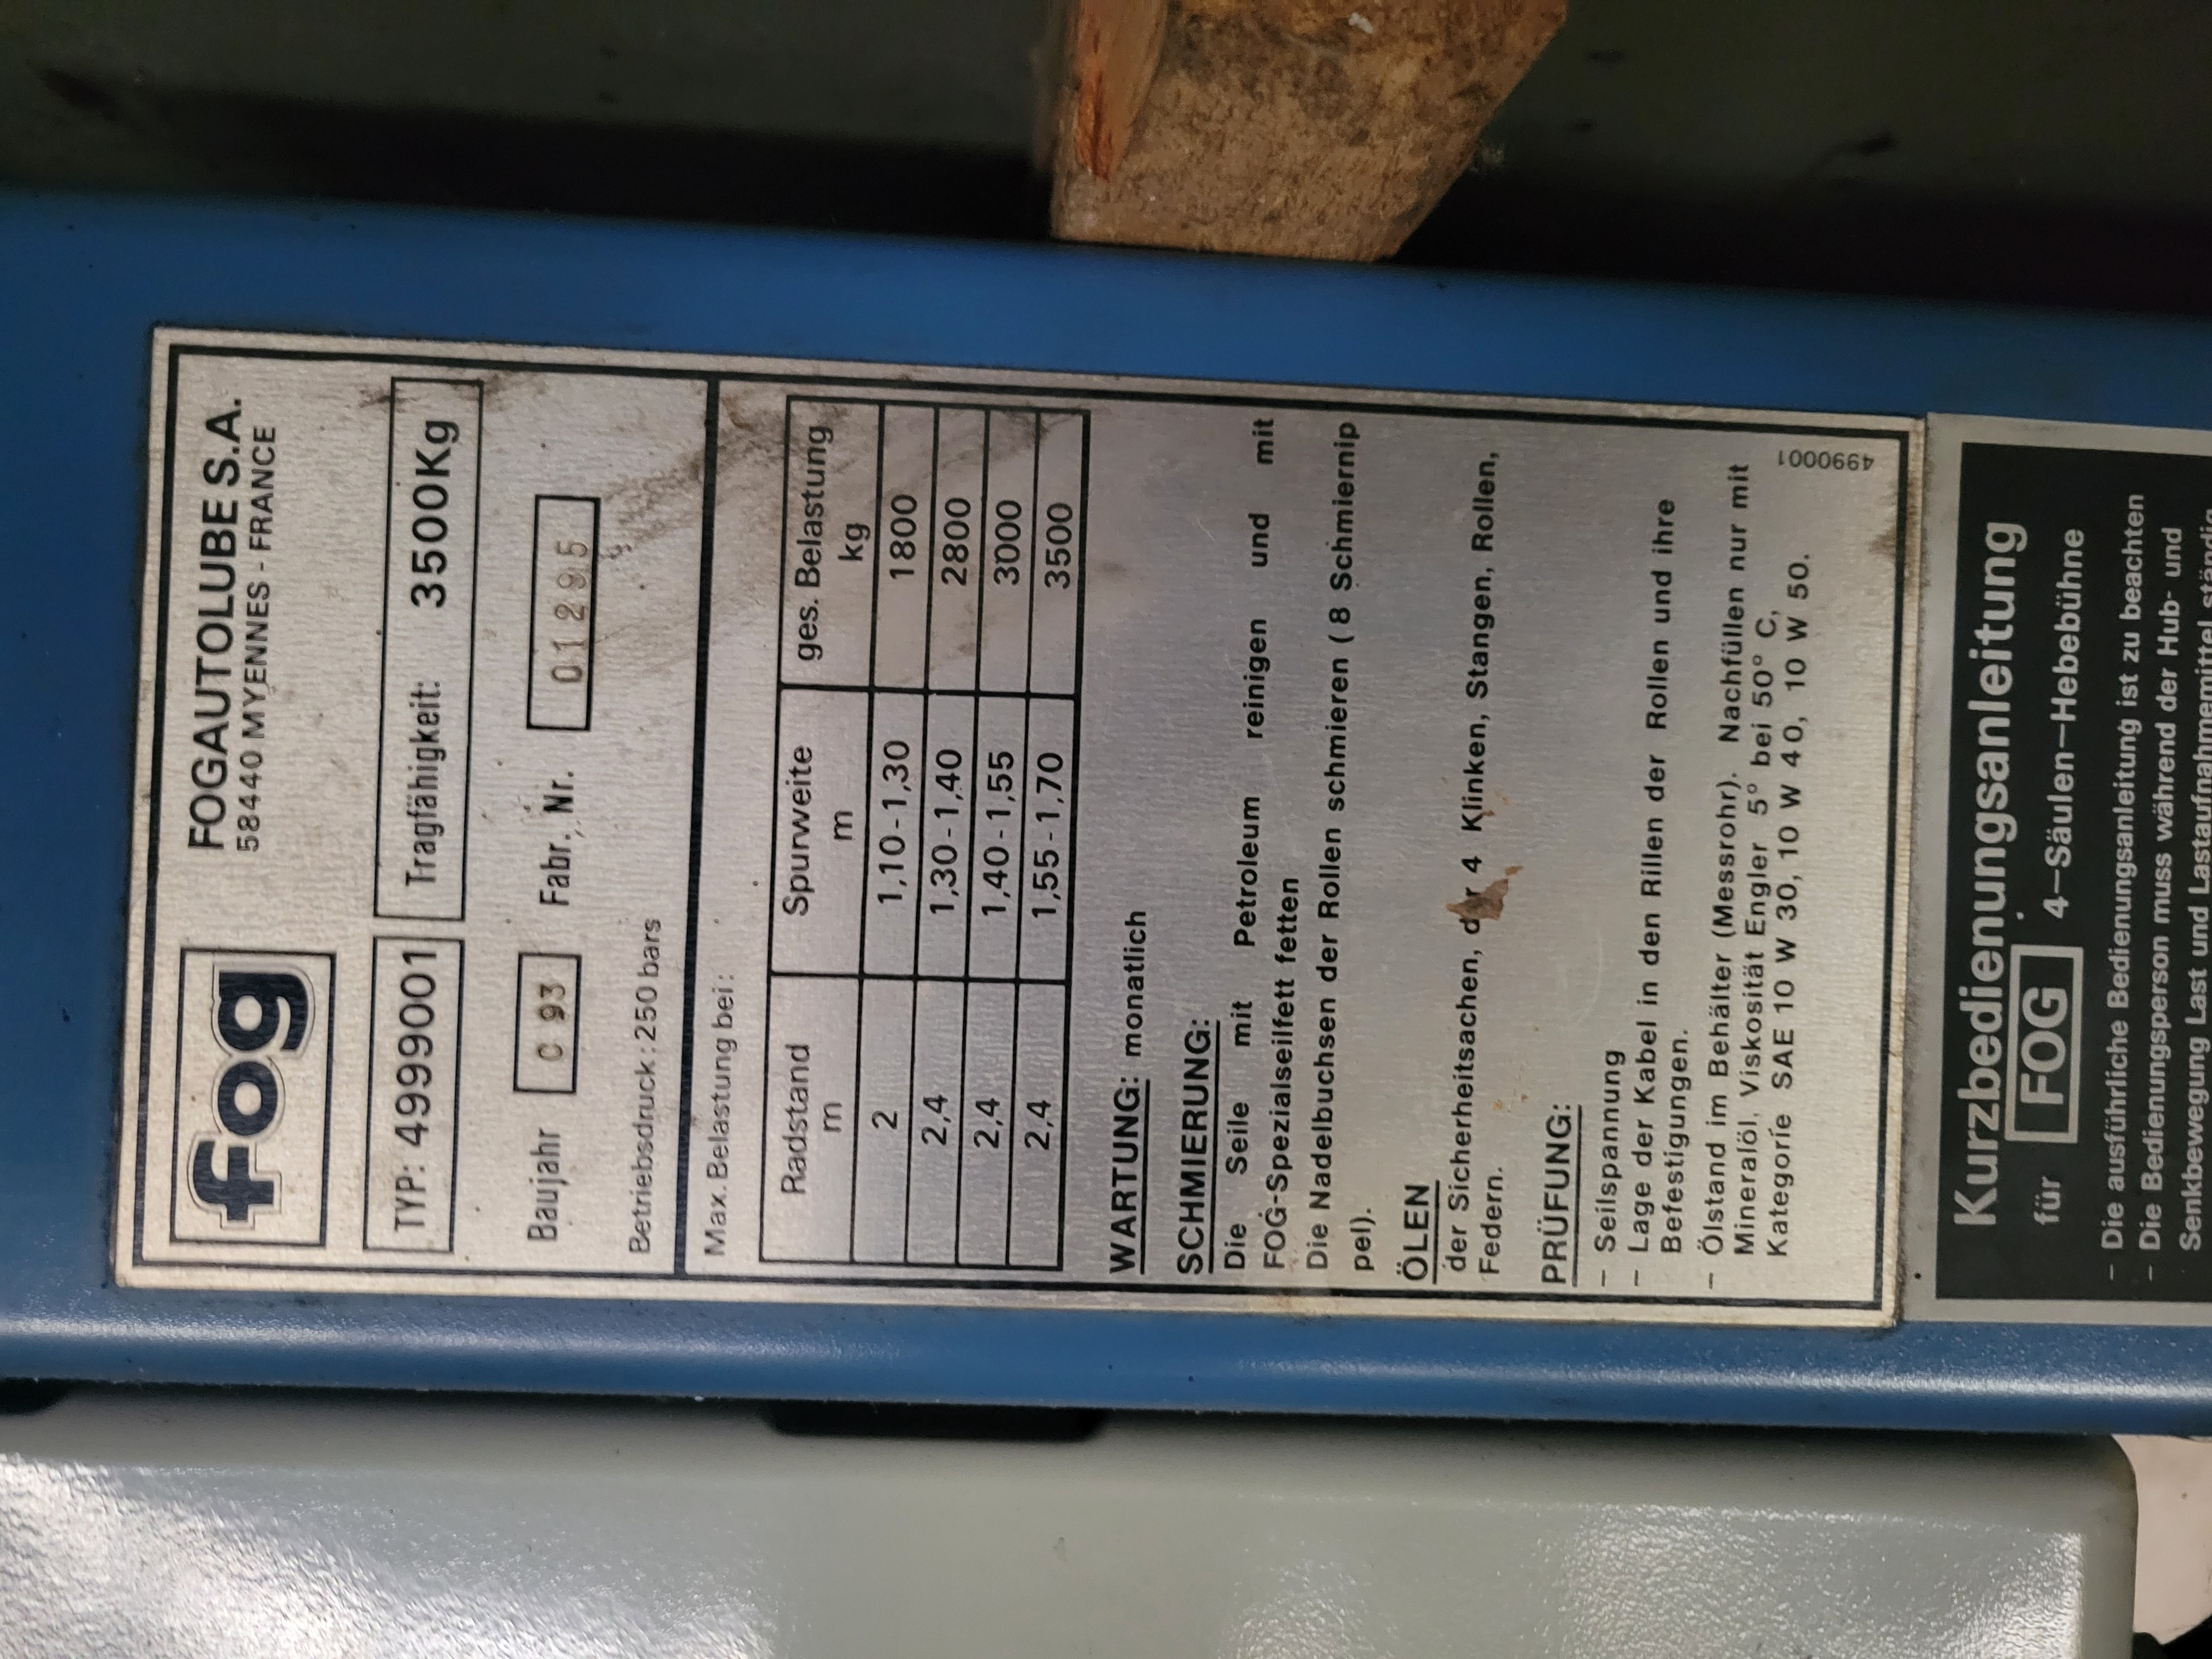 fog
FOGAUTOLUBE S.A.
58440 MYENNES - FRANCE
TYP: 4999001
Tragfähigkeit: 3500Kg
Baujahr C 93 Fabr. Nr. 01295
Betriebsdruck: 250 bars
Max. Belastung bei :
Radstand Spurweite ges. Belastung
m m kg
2 1,10-1,30 1800
2,4 1,30-1,40 2800
2,4 1,40-1,55 3000
2,4 1,55-1,70 3500
WARTUNG: monatlich
SCHMIERUNG:
Die Seile mit Petroleum reinigen und mit
FOG-Spezialseilfett fetten
Die Nadelbuchsen der Rollen schmieren ( 8 Schmiernip
pel).
ÖLEN
der Sicherheitsachen, der 4 Klinken, Stangen, Rollen,
Federn.
PRÜFUNG:
– Seilspannung
– Lage der Kabel in den Rillen der Rollen und ihre
Befestigungen.
– Ölstand im Behälter (Messrohr). Nachfüllen nur mit
Mineralöl. Viskosität Engler 5° bei 50° C,
Kategorie SAE 10 W 30, 10 W 40, 10 W 50.
4990001
Kurzbedienungsanleitung
für FOG 4–Säulen–Hebebühne
– Die ausführliche Bedienungsanleitung ist zu beachten
– Die Bedienungsperson muss während der Hub- und
Senkbewegung Last und Lastaufnahmemittel ständig